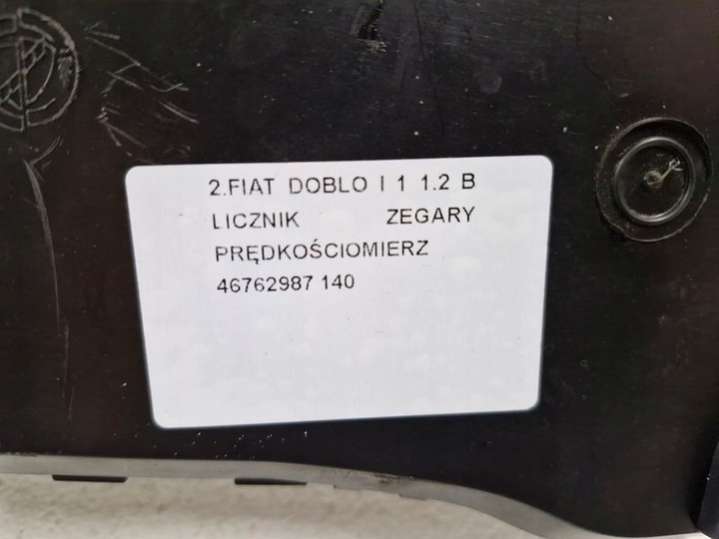 2.FIAT DOBLO I 1 1.2 B
LICZNIK ZEGARY
PRĘDKOŚCIOMIERZ
46762987 140